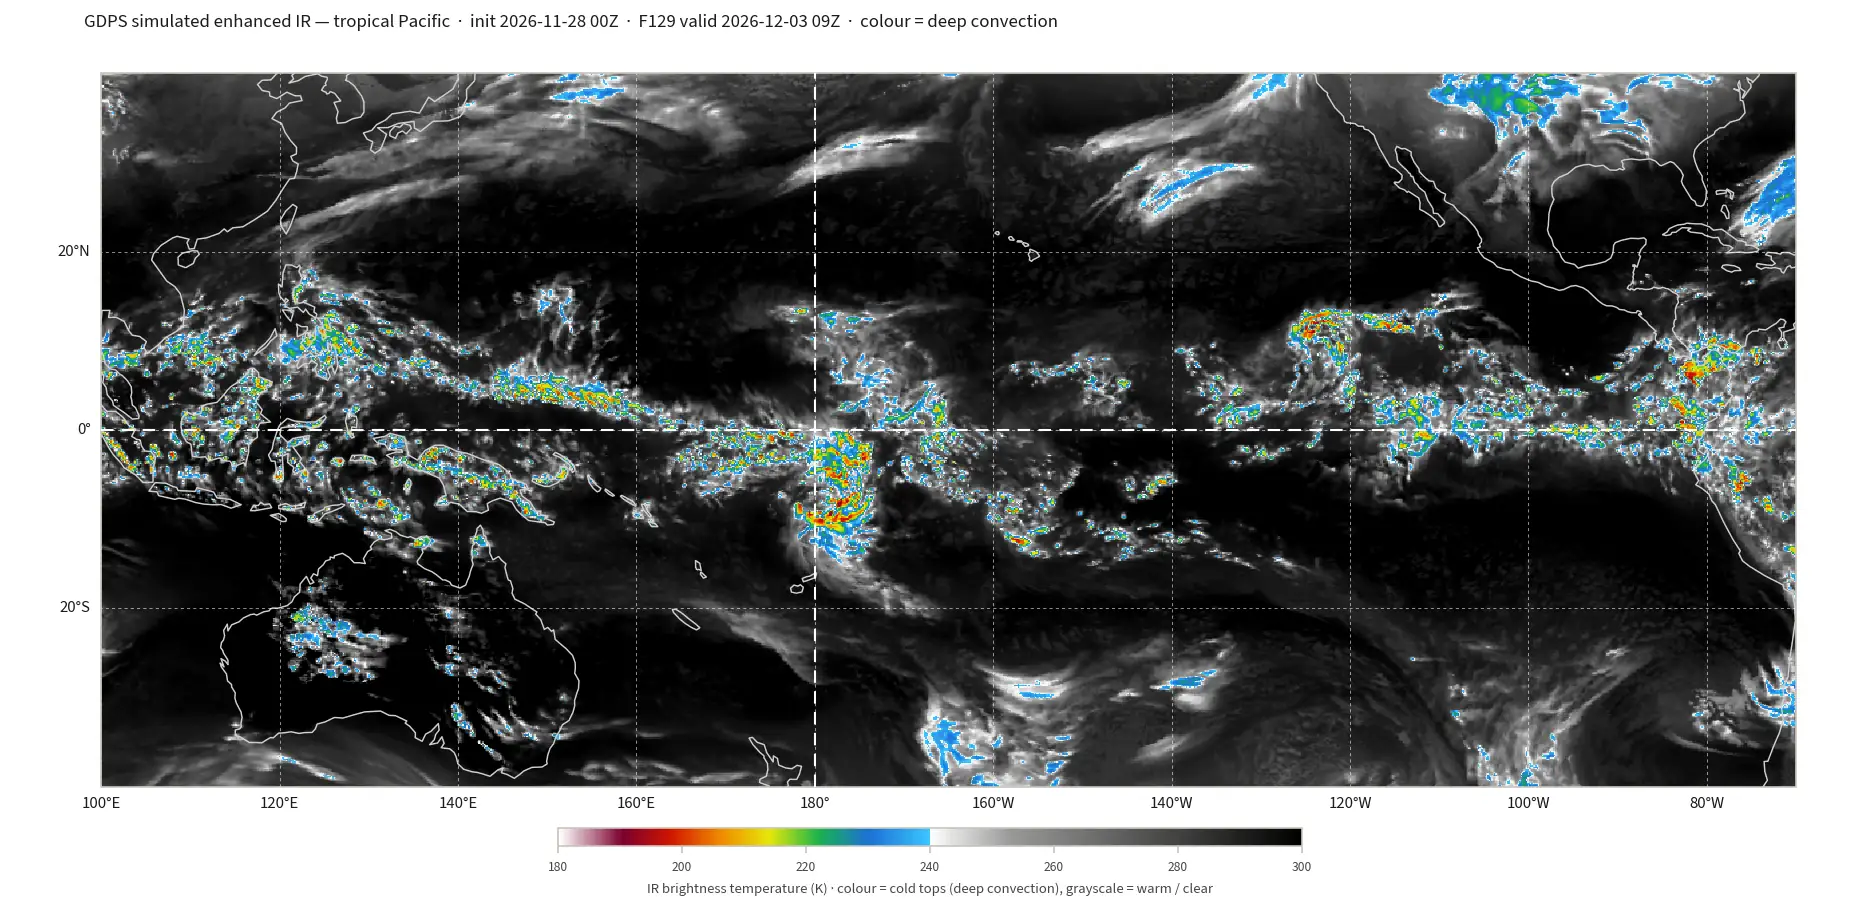 GDPS simulated enhanced IR — tropical Pacific · init 2026-11-28 00Z · F129 valid 2026-12-03 09Z · colour = deep convection
20°N
0°
20°S
100°E 120°E 140°E 160°E 180° 160°W 140°W 120°W 100°W 80°W
180 200 220 240 260 280 300
IR brightness temperature (K) · colour = cold tops (deep convection), grayscale = warm / clear